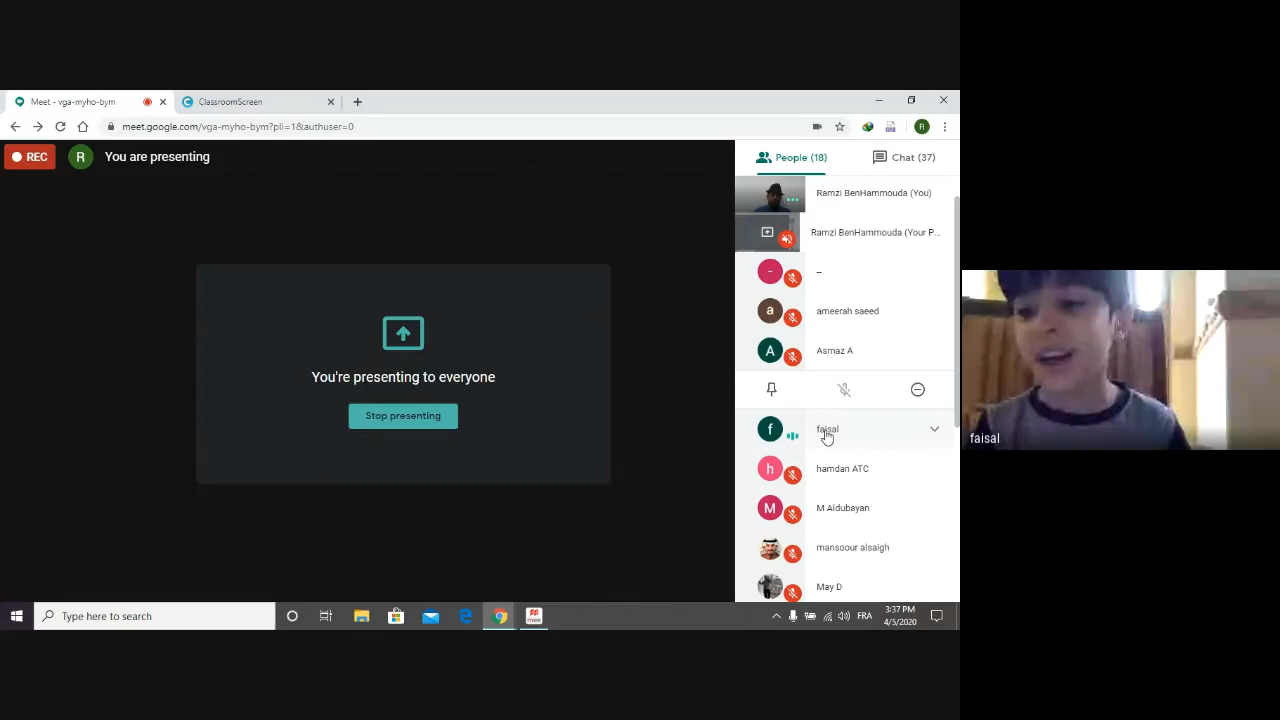 Meet - vga-myho-bym
ClassroomScreen
meet.google.com/vga-myho-bym?pli=1&authuser=0
R
REC
R
You are presenting
People (18)
Chat (37)
Ramzi BenHammouda (You)
Ramzi BenHammouda (Your P...
- --
a ameerah saeed
A Asmaz A
f faisal
h hamdan ATC
M M Aldubayan
mansoour alsaigh
May D
You're presenting to everyone
Stop presenting
faisal
Type here to search
FRA
3:37 PM
4/5/2020